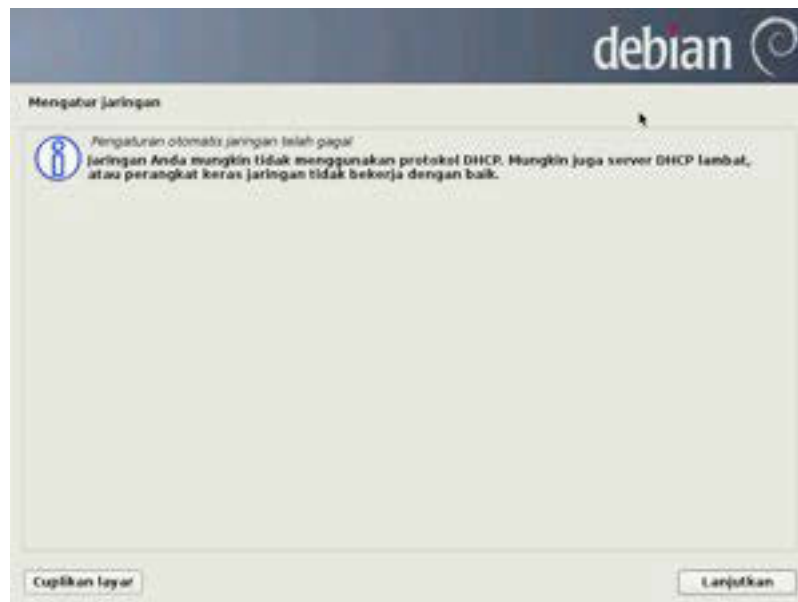 debian
Mengatur jaringan
Pengaturan otomatis jaringan telah gagal
Jaringan Anda mungkin tidak menggunakan protokol DHCP. Mungkin juga server DHCP lambat,
atau perangkat keras jaringan tidak bekerja dengan baik.
Cuplikan layar
Lanjutkan